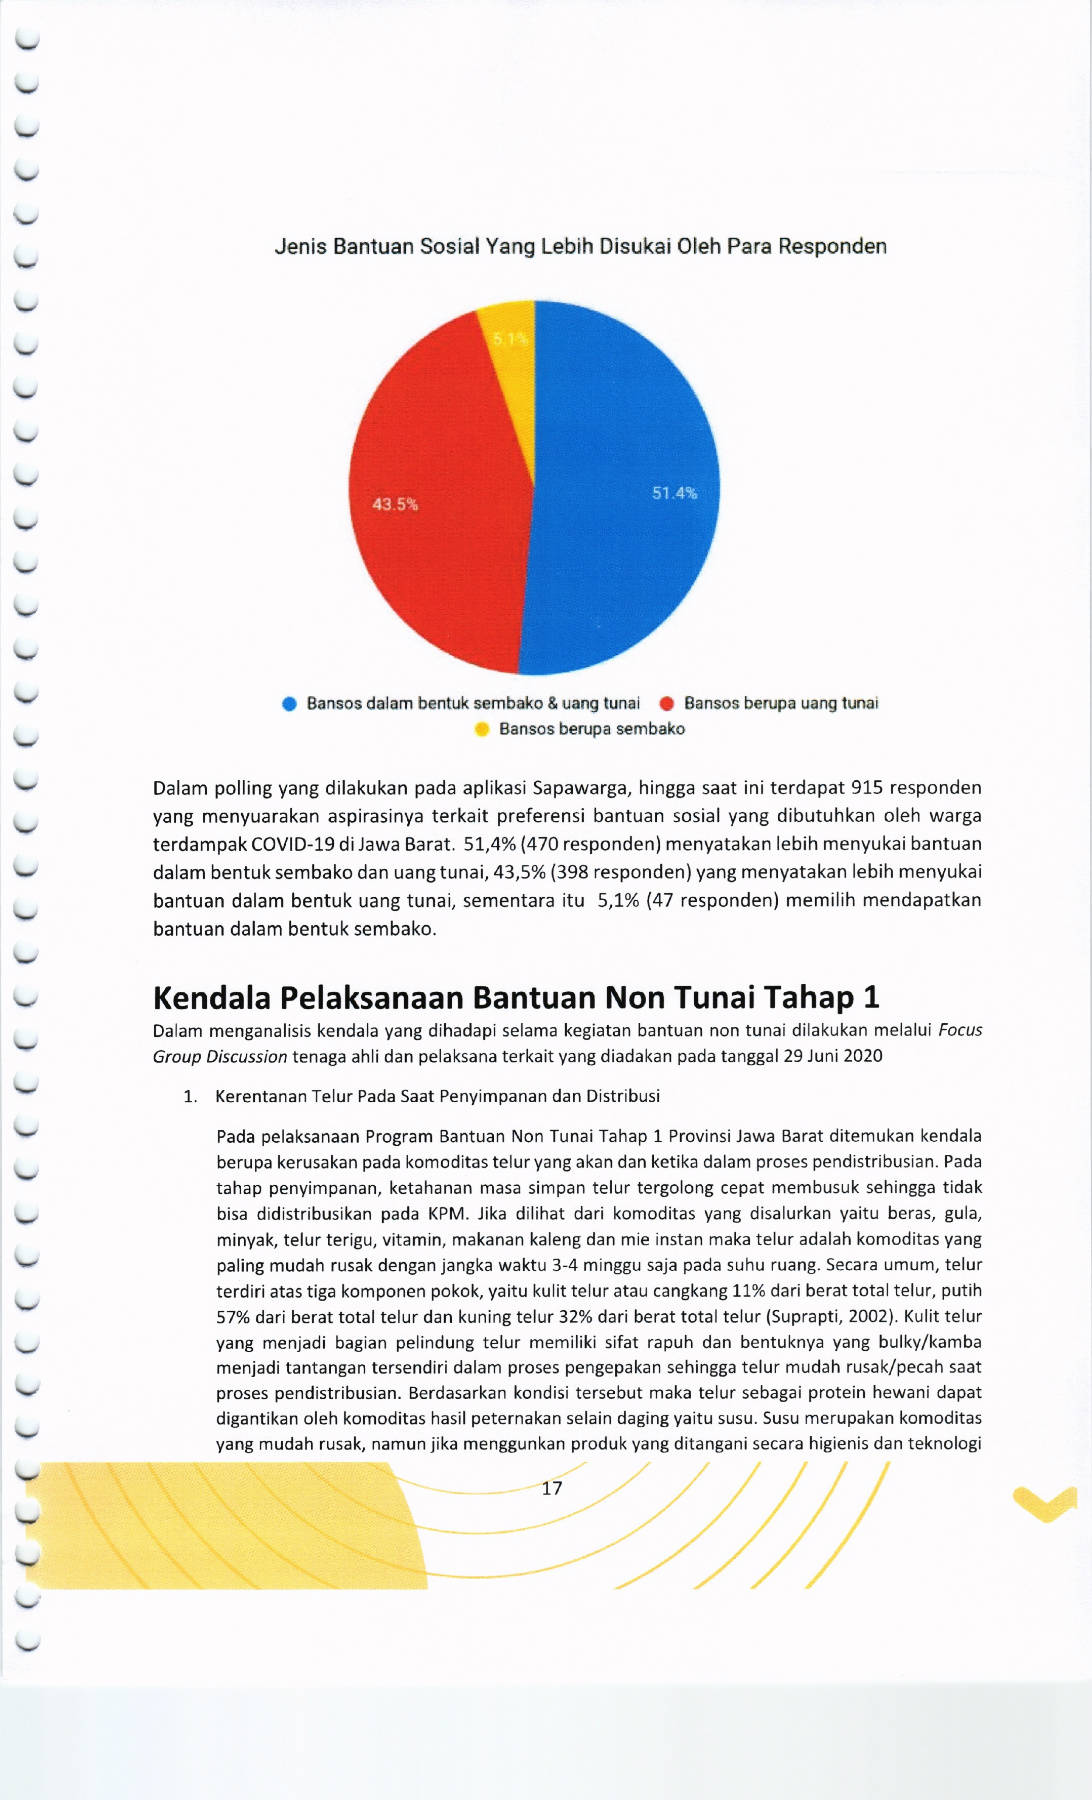 Jenis Bantuan Sosial Yang Lebih Disukai Oleh Para Responden
5.1%
43.5%
51.4%
Bansos dalam bentuk sembako & uang tunai Bansos berupa uang tunai
Bansos berupa sembako
Dalam polling yang dilakukan pada aplikasi Sapawarga, hingga saat ini terdapat 915 responden
yang menyuarakan aspirasinya terkait preferensi bantuan sosial yang dibutuhkan oleh warga
terdampak COVID-19 di Jawa Barat. 51,4% (470 responden) menyatakan lebih menyukai bantuan
dalam bentuk sembako dan uang tunai, 43,5% (398 responden) yang menyatakan lebih menyukai
bantuan dalam bentuk uang tunai, sementara itu 5,1% (47 responden) memilih mendapatkan
bantuan dalam bentuk sembako.
Kendala Pelaksanaan Bantuan Non Tunai Tahap 1
Dalam menganalisis kendala yang dihadapi selama kegiatan bantuan non tunai dilakukan melalui Focus
Group Discussion tenaga ahli dan pelaksana terkait yang diadakan pada tanggal 29 Juni 2020
1. Kerentanan Telur Pada Saat Penyimpanan dan Distribusi
Pada pelaksanaan Program Bantuan Non Tunai Tahap 1 Provinsi Jawa Barat ditemukan kendala
berupa kerusakan pada komoditas telur yang akan dan ketika dalam proses pendistribusian. Pada
tahap penyimpanan, ketahanan masa simpan telur tergolong cepat membusuk sehingga tidak
bisa didistribusikan pada KPM. Jika dilihat dari komoditas yang disalurkan yaitu beras, gula,
minyak, telur terigu, vitamin, makanan kaleng dan mie instan maka telur adalah komoditas yang
paling mudah rusak dengan jangka waktu 3-4 minggu saja pada suhu ruang. Secara umum, telur
terdiri atas tiga komponen pokok, yaitu kulit telur atau cangkang 11% dari berat total telur, putih
57% dari berat total telur dan kuning telur 32% dari berat total telur (Suprapti, 2002). Kulit telur
yang menjadi bagian pelindung telur memiliki sifat rapuh dan bentuknya yang bulky/kamba
menjadi tantangan tersendiri dalam proses pengepakan sehingga telur mudah rusak/pecah saat
proses pendistribusian. Berdasarkan kondisi tersebut maka telur sebagai protein hewani dapat
digantikan oleh komoditas hasil peternakan selain daging yaitu susu. Susu merupakan komoditas
yang mudah rusak, namun jika menggunkan produk yang ditangani secara higienis dan teknologi
17